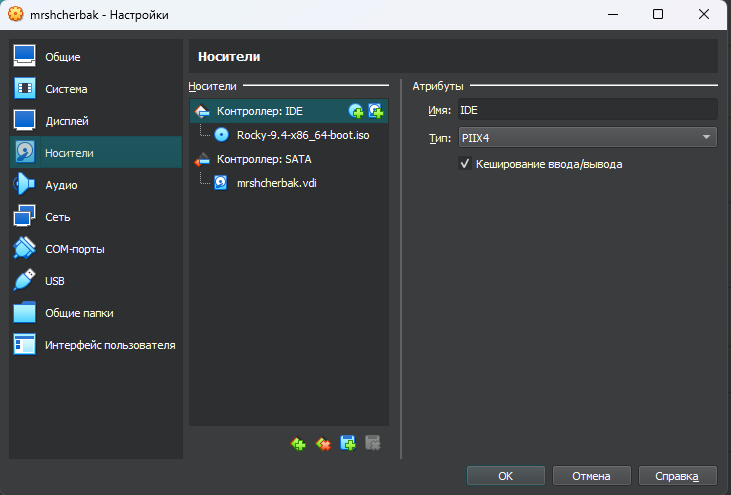 mrshcherbak - Настройки
Общие
Система
Дисплей
Носители
Аудио
Сеть
COM-порты
USB
Общие папки
Интерфейс пользователя
Носители
Носители
Контроллер: IDE
Rocky-9.4-x86_64-boot.iso
Контроллер: SATA
mrshcherbak.vdi
Атрибуты
Имя: IDE
Тип: PIIX4
Кеширование ввода/вывода
OK
Отмена
Справка